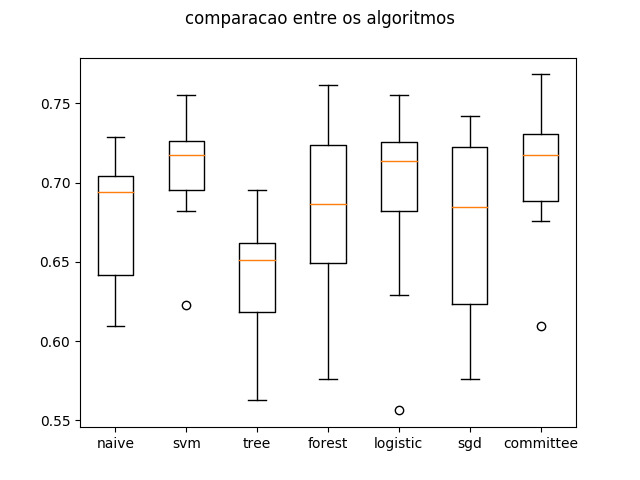 comparacao entre os algoritmos
0.75
0.70
0.65
0.60
0.55
naive svm tree forest logistic sgd committee